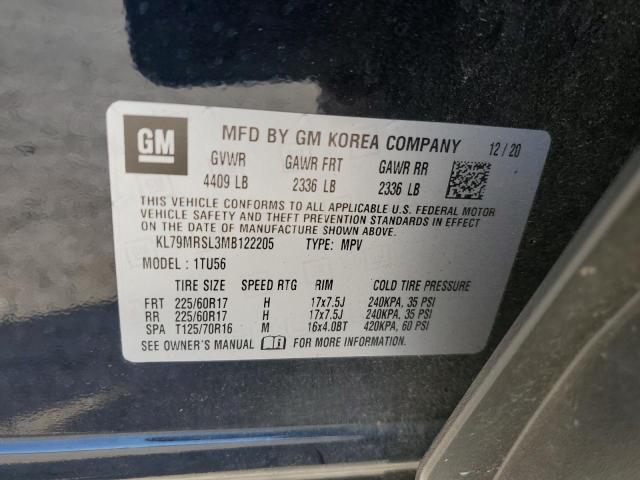 GM MFD BY GM KOREA COMPANY 12/20
GVWR GAWR FRT GAWR RR
4409 LB 2336 LB 2336 LB
THIS VEHICLE CONFORMS TO ALL APPLICABLE U.S. FEDERAL MOTOR
VEHICLE SAFETY AND THEFT PREVENTION STANDARDS IN EFFECT
ON THE DATE OF MANUFACTURE SHOWN ABOVE.
KL79MRSL3MB122205 TYPE: MPV
MODEL : 1TU56
TIRE SIZE SPEED RTG RIM COLD TIRE PRESSURE
FRT 225/60R17 H 17x7.5J 240KPA, 35 PSI
RR 225/60R17 H 17x7.5J 240KPA, 35 PSI
SPA T125/70R16 M 16x4.0BT 420KPA, 60 PSI
SEE OWNER'S MANUAL FOR MORE INFORMATION.